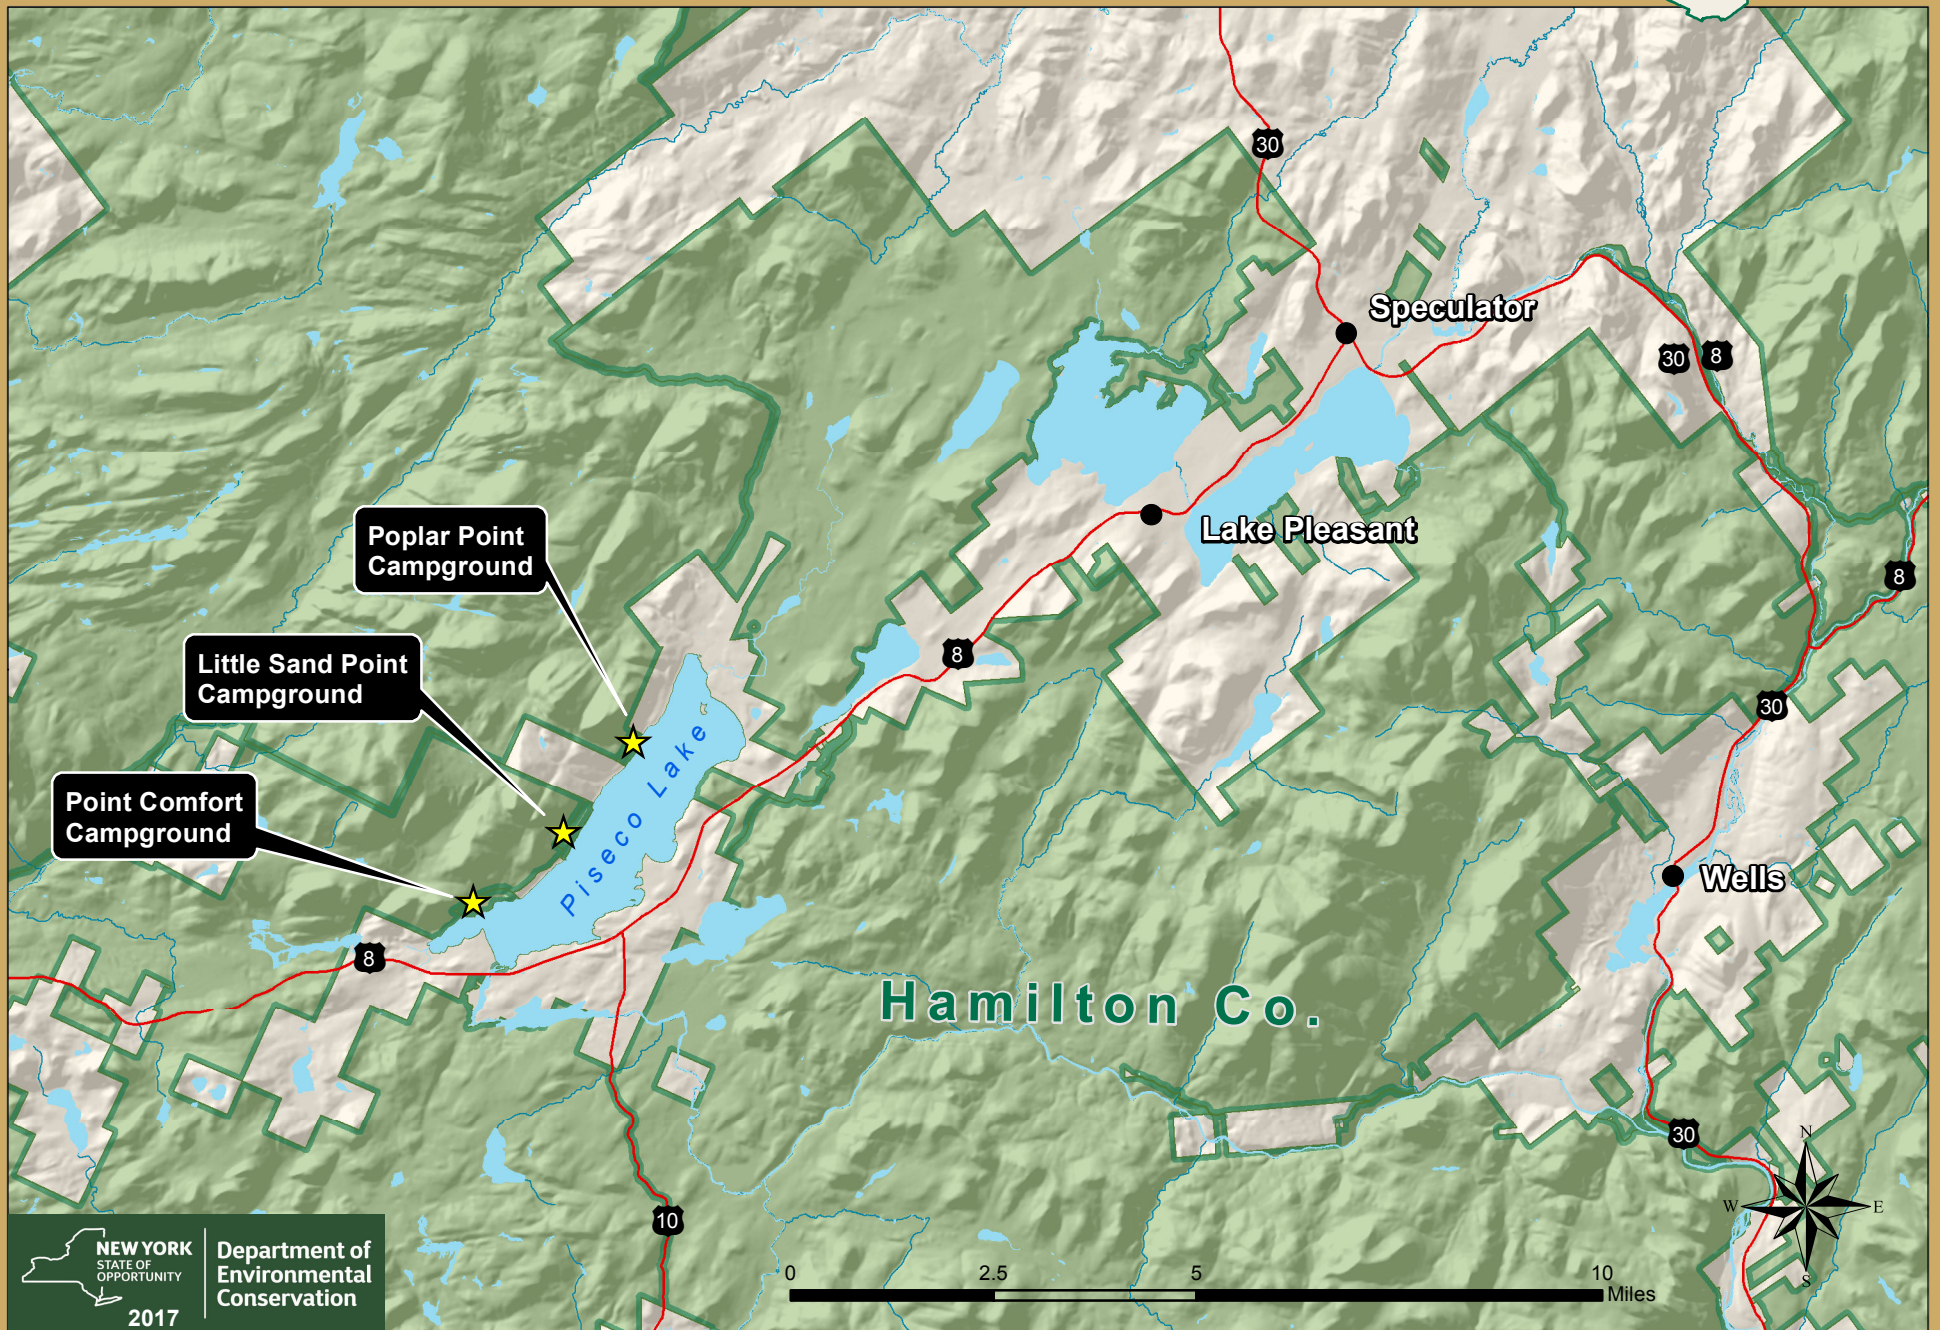 30
Speculator
30
8
Poplar Point
Campground
Lake Pleasant
8
Little Sand Point
Campground
8
30
Piseco Lake
Point Comfort
Campground
Wells
8
Hamilton Co.
30
N
W
E
S
10
NEW YORK
STATE OF
OPPORTUNITY
2017
Department of
Environmental
Conservation
0
2.5
5
10
Miles